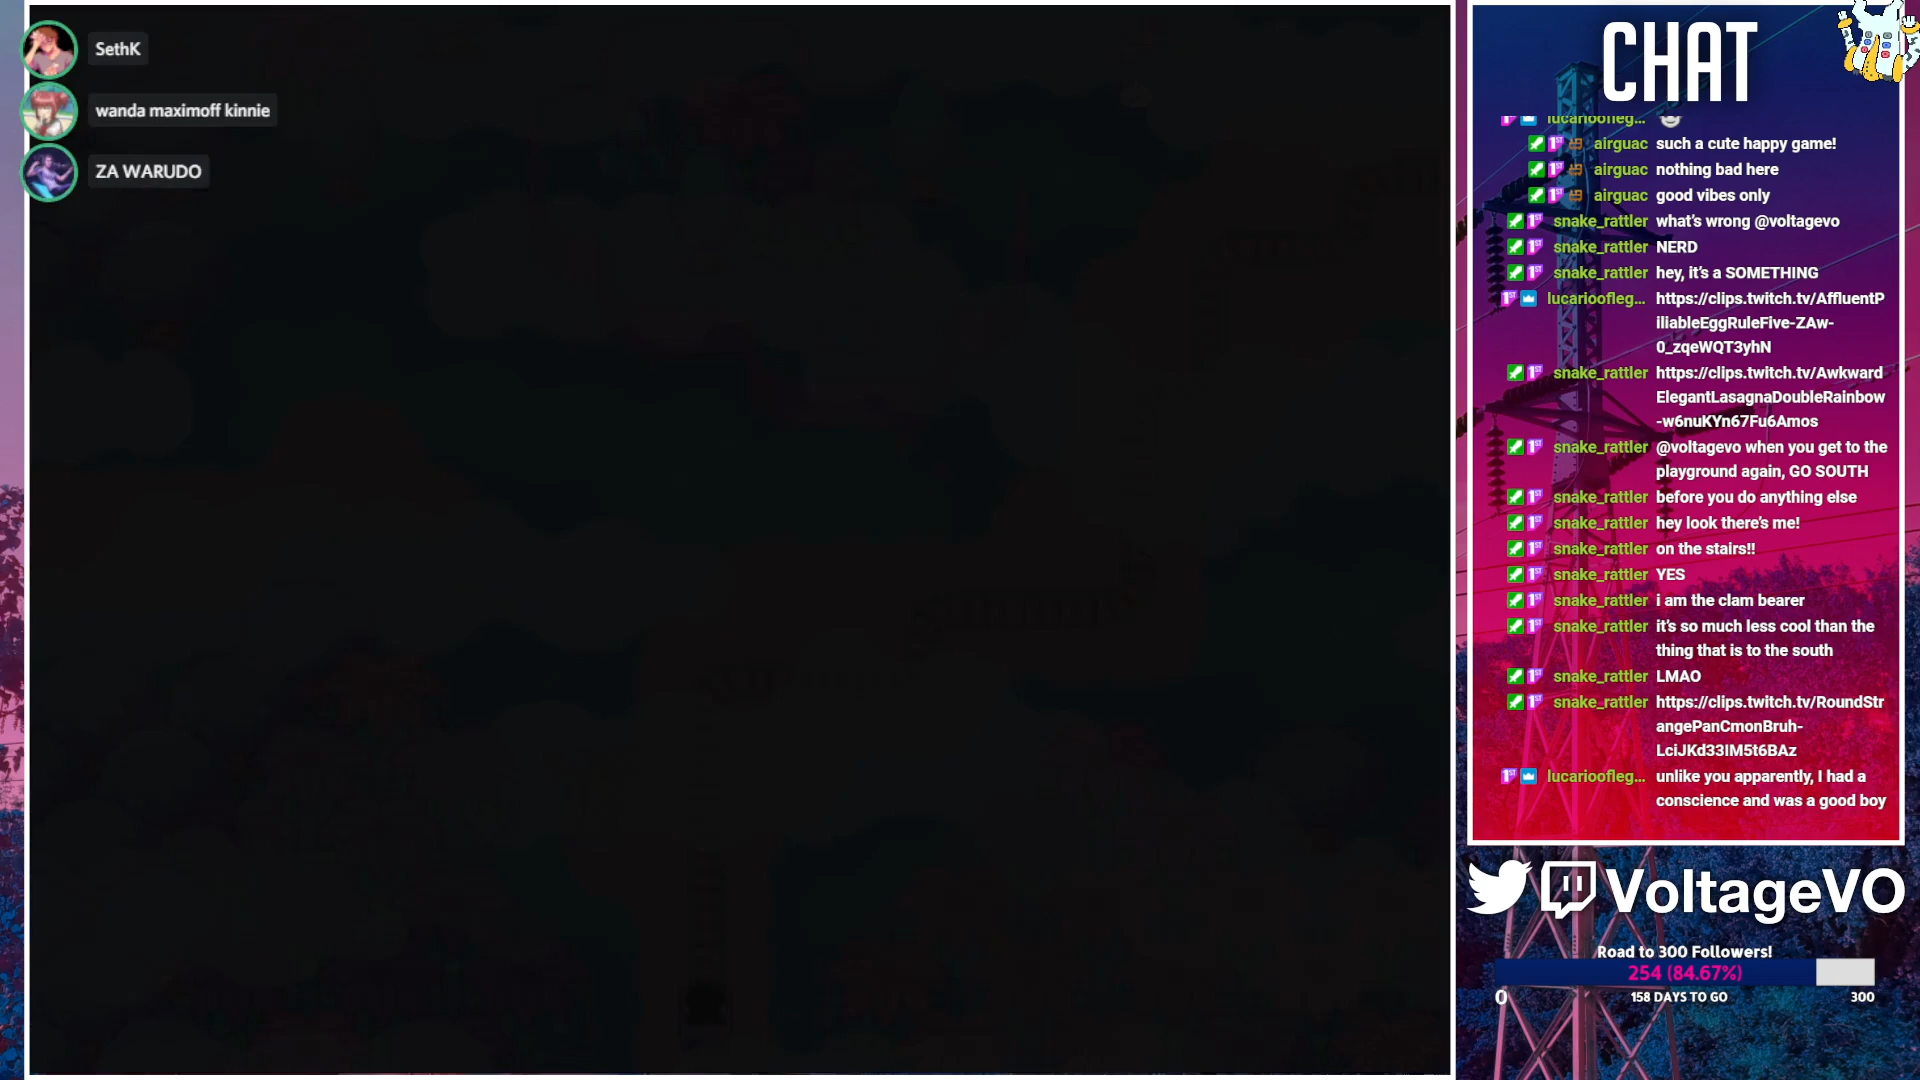 SethK
wanda maximoff kinnie
ZA WARUDO
CHAT
lucarioofleg...
airguac such a cute happy game!
airguac nothing bad here
airguac good vibes only
snake_rattler what's wrong @voltagevo
snake_rattler NERD
snake_rattler hey, it's a SOMETHING
lucarioofleg... https://clips.twitch.tv/AffluentP
iliableEggRuleFive-ZAw-
0_zqeWQT3yhN
snake_rattler https://clips.twitch.tv/Awkward
ElegantLasagnaDoubleRainbow
-w6nuKYn67Fu6Amos
snake_rattler @voltagevo when you get to the
playground again, GO SOUTH
snake_rattler before you do anything else
snake_rattler hey look there's me!
snake_rattler on the stairs!!
snake_rattler YES
snake_rattler i am the clam bearer
snake_rattler it's so much less cool than the
thing that is to the south
snake_rattler LMAO
snake_rattler https://clips.twitch.tv/RoundStr
angePanCmonBruh-
LciJKd33IM5t6BAz
lucarioofleg... unlike you apparently, I had a
conscience and was a good boy
VoltageVO
Road to 300 Followers!
254 (84.67%)
0 158 DAYS TO GO 300